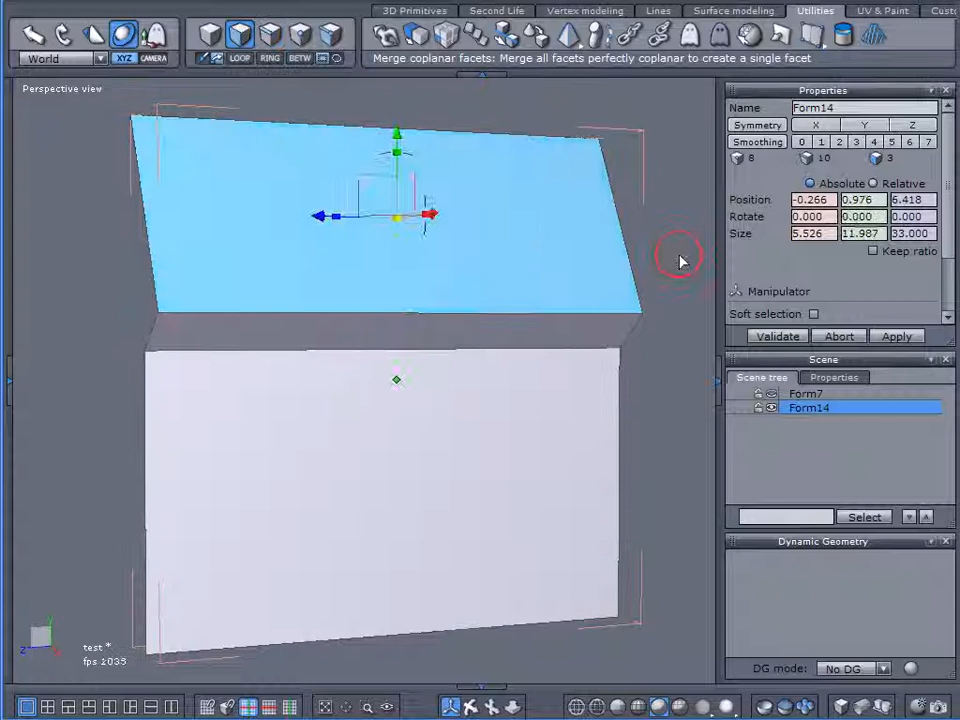 3D Primitives Second Life Vertex modeling Lines Surface modeling Utilities UV & Paint Cust
World XYZ CAMERA LOOP RING BETW Merge coplanar facets: Merge all facets perfectly coplanar to create a single facet
Perspective view
Properties
Name Form14
Symmetry X Y Z
Smoothing 0 1 2 3 4 5 6 7
8 10 3
Absolute Relative
Position -0.266 0.976 6.418
Rotate 0.000 0.000 0.000
Size 5.526 11.987 33.000
Keep ratio
Manipulator
Soft selection
Validate Abort Apply
Scene
Scene tree Properties
Form7
Form14
Select
Dynamic Geometry
Y
Z X
test *
fps 2033
DG mode: No DG